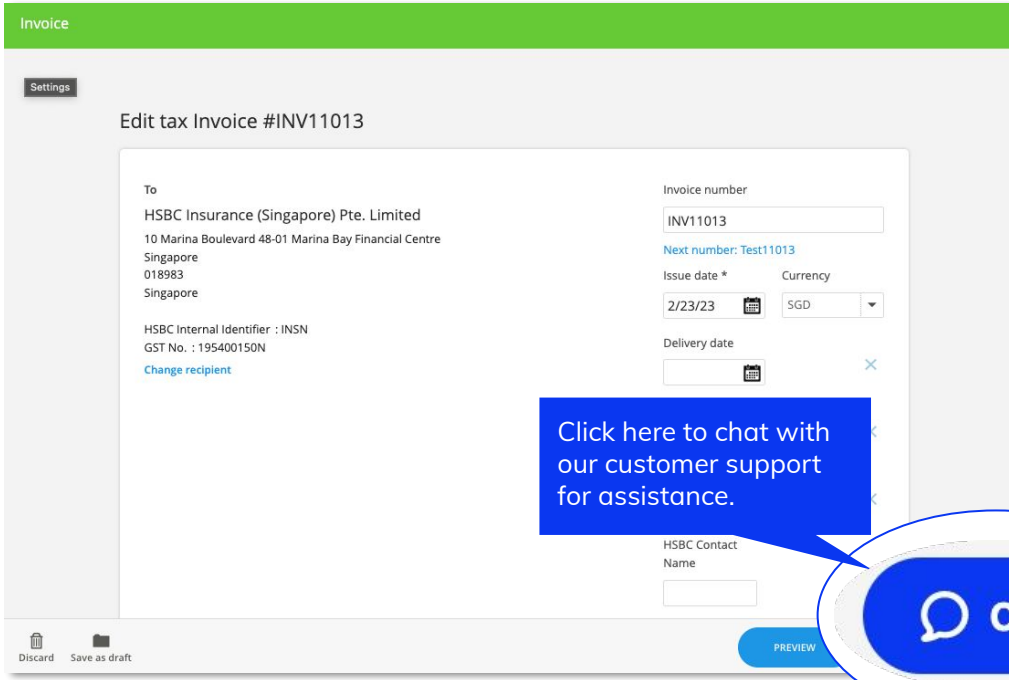 Invoice
Settings
Edit tax Invoice #INV11013
To
HSBC Insurance (Singapore) Pte. Limited
10 Marina Boulevard 48-01 Marina Bay Financial Centre
Singapore
018983
Singapore
HSBC Internal Identifier : INSN
GST No. : 195400150N
Change recipient
Invoice number
INV11013
Next number: Test11013
Issue date * Currency
2/23/23 SGD
Delivery date
Click here to chat with
our customer support
for assistance.
HSBC Contact
Name
Discard Save as draft
PREVIEW